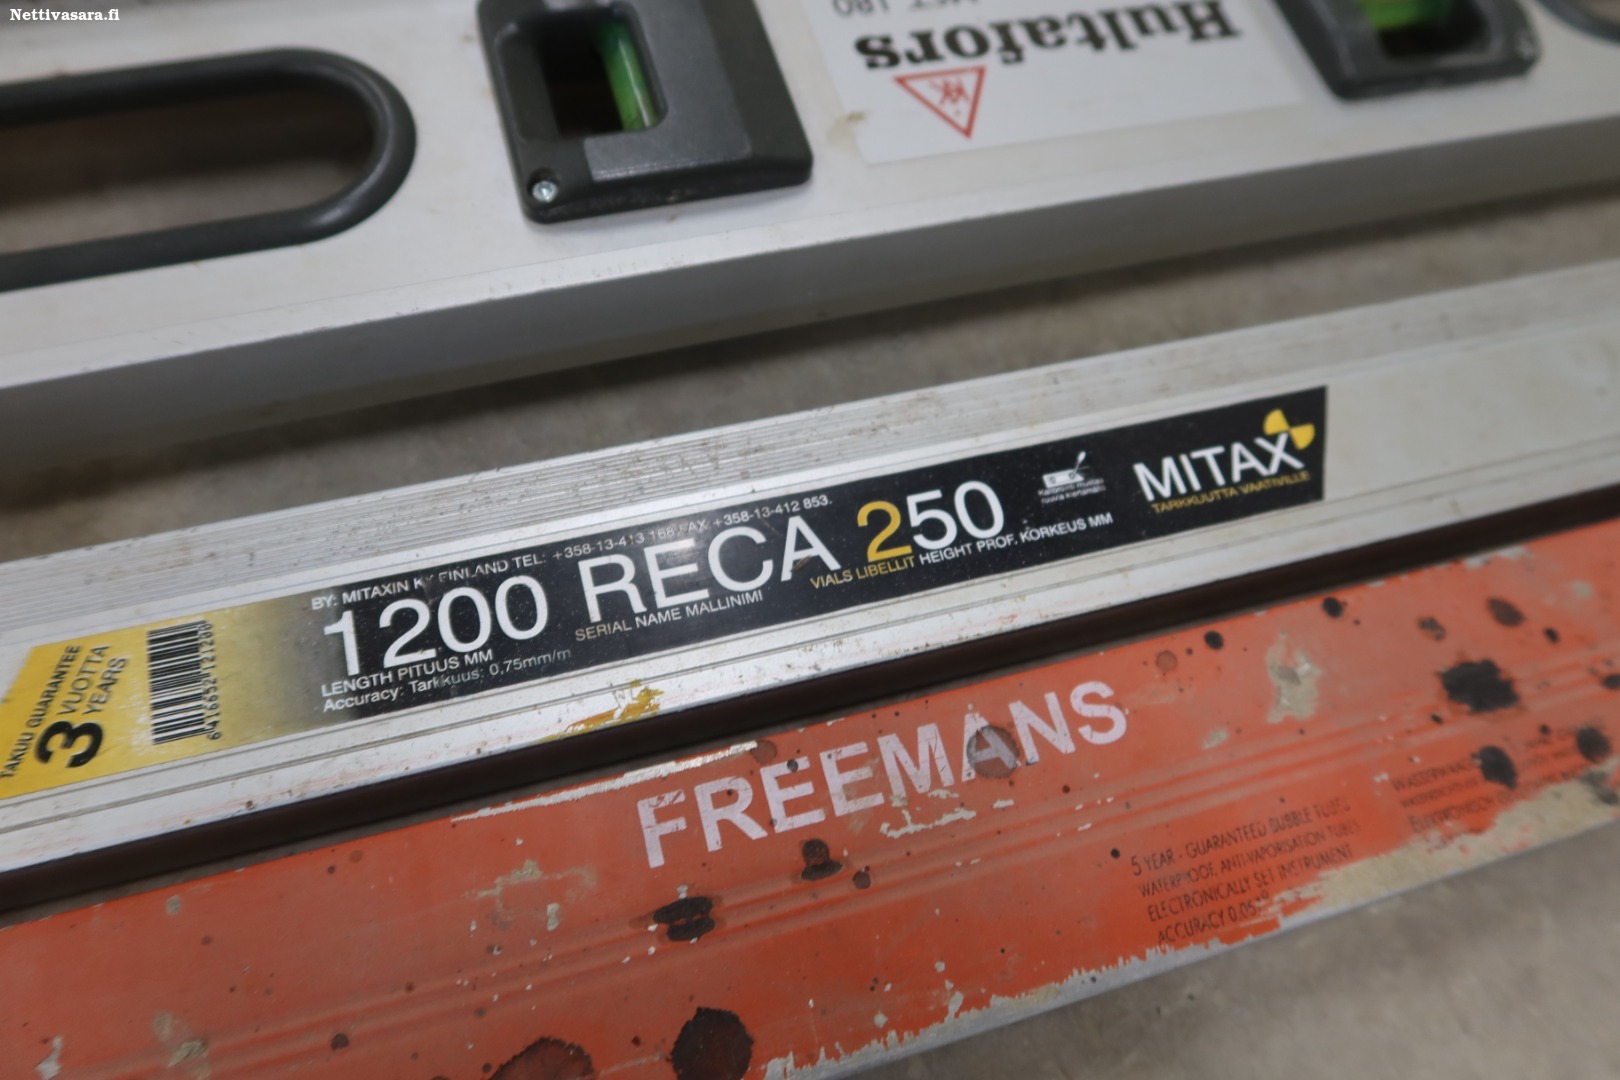 Nettivasara.fi
Hultafors
BY: MITAXIN KY FINLAND TEL: +358-13-413 168 FAX. +358-13-412 853.
1200 RECA 250
LENGTH PITUUS MM
SERIAL NAME MALLINIMI
VIALS LIBELLIT HEIGHT PROF. KORKEUS MM
Accuracy: Tarkkuus: 0,75mm/m
MITAX
TARKKUUTTA VAATIVILLE
TAKUU GUARANTEE
3 VUOTTA
YEARS
FREEMANS
5 YEAR - GUARANTEED BUBBLE TUBES
WATERPROOF, ANTI-VAPORISATION TUBES
ELECTRONICALLY SET INSTRUMENT